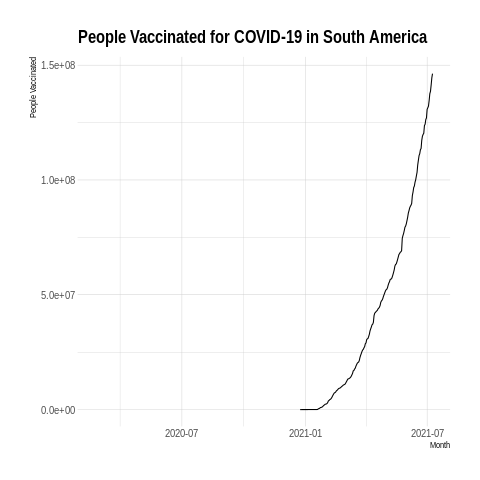 People Vaccinated for COVID-19 in South America
People Vaccinated
1.5e+08
1.0e+08
5.0e+07
0.0e+00
2020-07
2021-01
2021-07
Month